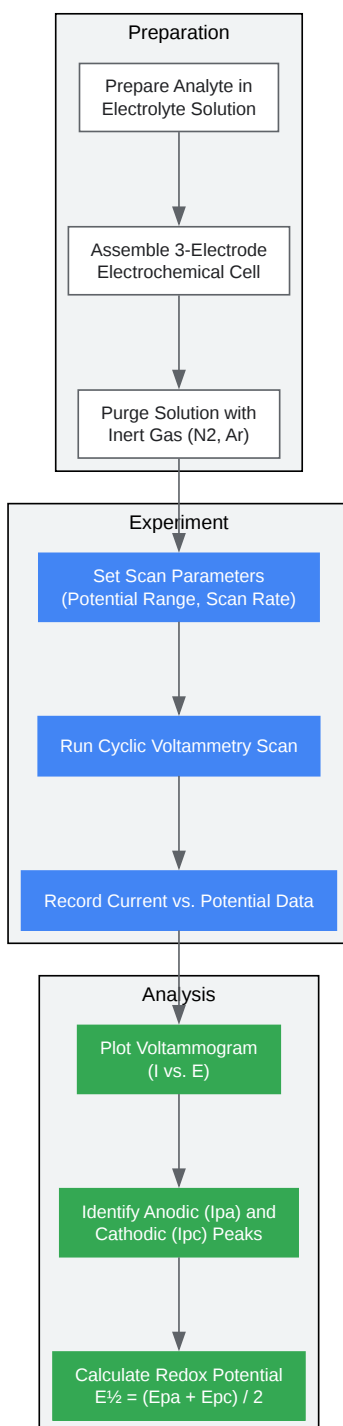 Preparation
Prepare Analyte in
Electrolyte Solution
Assemble 3-Electrode
Electrochemical Cell
Purge Solution with
Inert Gas (N2, Ar)
Experiment
Set Scan Parameters
(Potential Range, Scan Rate)
Run Cyclic Voltammetry Scan
Record Current vs. Potential Data
Analysis
Plot Voltammogram
(I vs. E)
Identify Anodic (Ipa) and
Cathodic (Ipc) Peaks
Calculate Redox Potential
E½ = (Epa + Epc) / 2